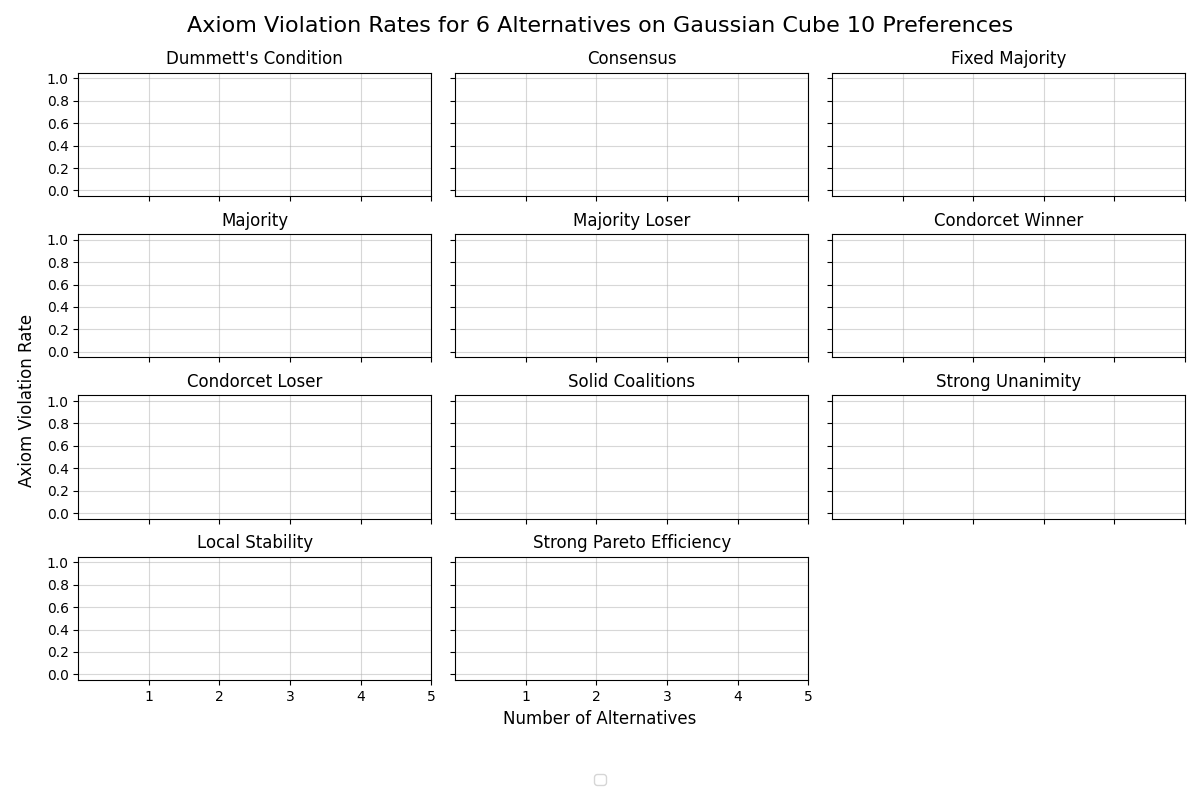 Axiom Violation Rates for 6 Alternatives on Gaussian Cube 10 Preferences
Dummett's Condition
Consensus
Fixed Majority
1.0
0.8
0.6
0.4
0.2
0.0
Majority
Majority Loser
Condorcet Winner
1.0
0.8
0.6
0.4
0.2
0.0
Axiom Violation Rate
Condorcet Loser
Solid Coalitions
Strong Unanimity
1.0
0.8
0.6
0.4
0.2
0.0
Local Stability
Strong Pareto Efficiency
1.0
0.8
0.6
0.4
0.2
0.0
1 2 3 4 5
1 2 3 4 5
Number of Alternatives